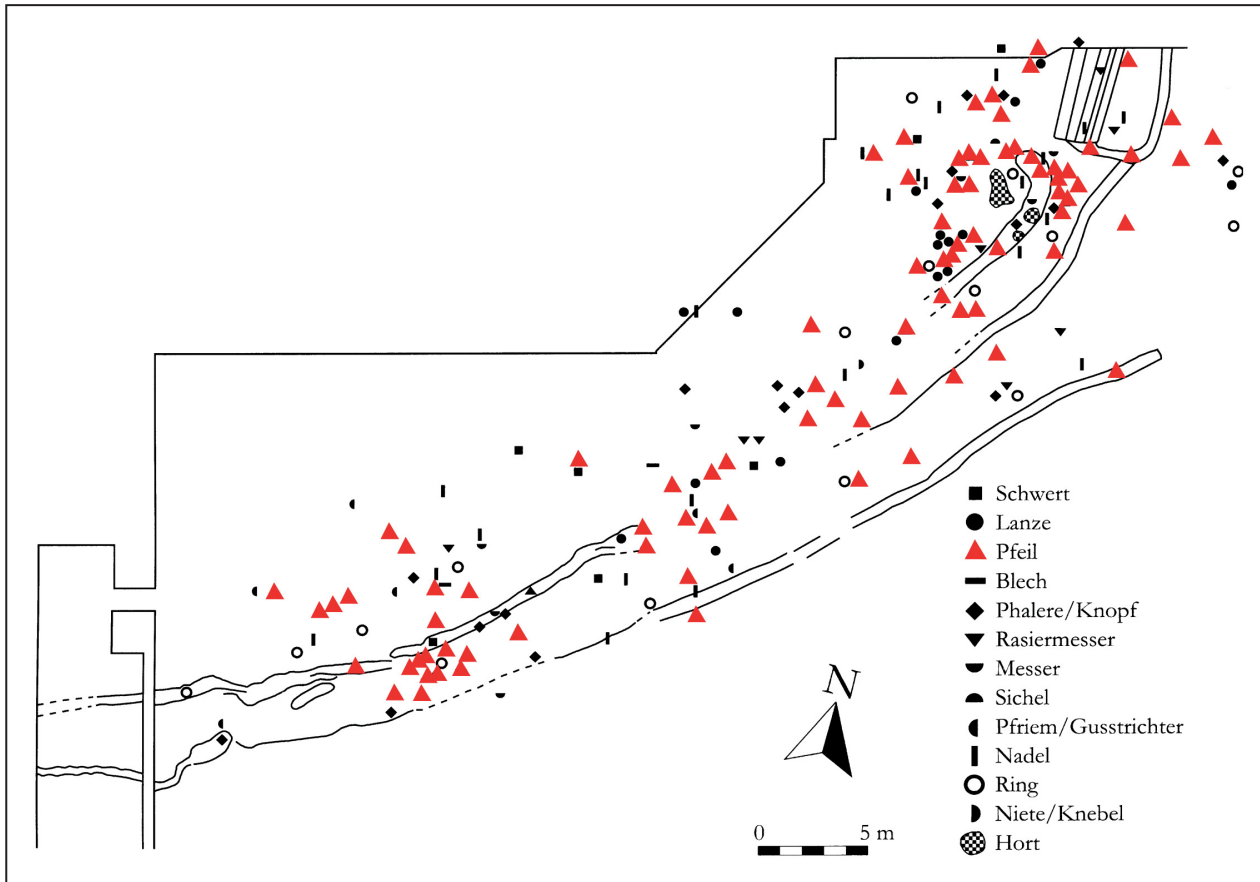 Schwert
Lanze
Pfeil
Blech
Phalere/Knopf
Rasiermesser
Messer
Sichel
Pfriem/Gusstrichter
Nadel
Ring
Niete/Knebel
Hort
N
0 5 m